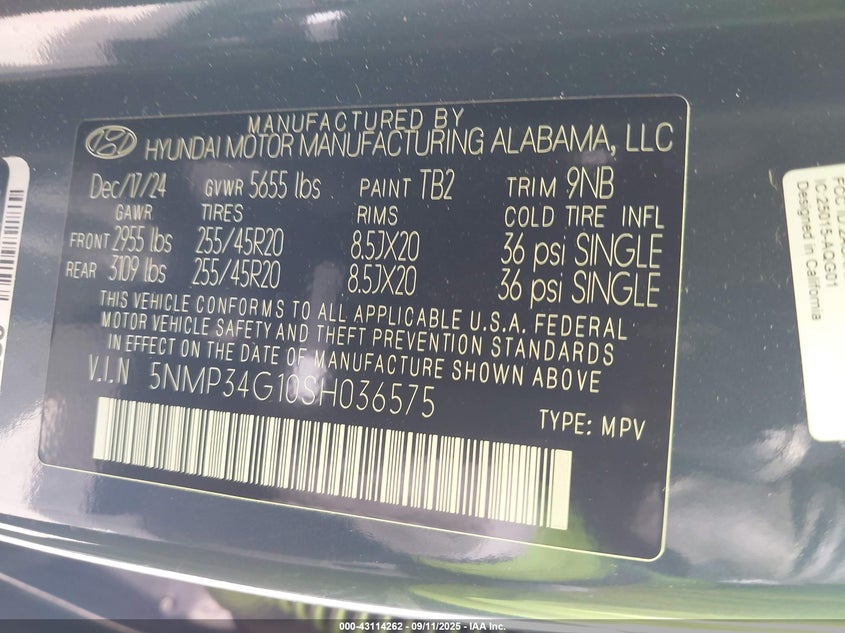 MANUFACTURED BY
HYUNDAI MOTOR MANUFACTURING ALABAMA, LLC
Dec/17/24 GVWR 5655 lbs PAINT TB2 TRIM 9NB
GAWR TIRES RIMS COLD TIRE INFL
FRONT 2955 lbs 255/45R20 8.5JX20 36 psi SINGLE
REAR 3109 lbs 255/45R20 8.5JX20 36 psi SINGLE
THIS VEHICLE CONFORMS TO ALL APPLICABLE U.S.A. FEDERAL
MOTOR VEHICLE SAFETY AND THEFT PREVENTION STANDARDS
IN EFFECT ON THE DATE OF MANUFACTURE SHOWN ABOVE
V.I.N 5NMP34G10SH036575
TYPE: MPV
IC: 25015-AQG01
Designed in California
000-43114262 - 09/11/2025 - IAA Inc.